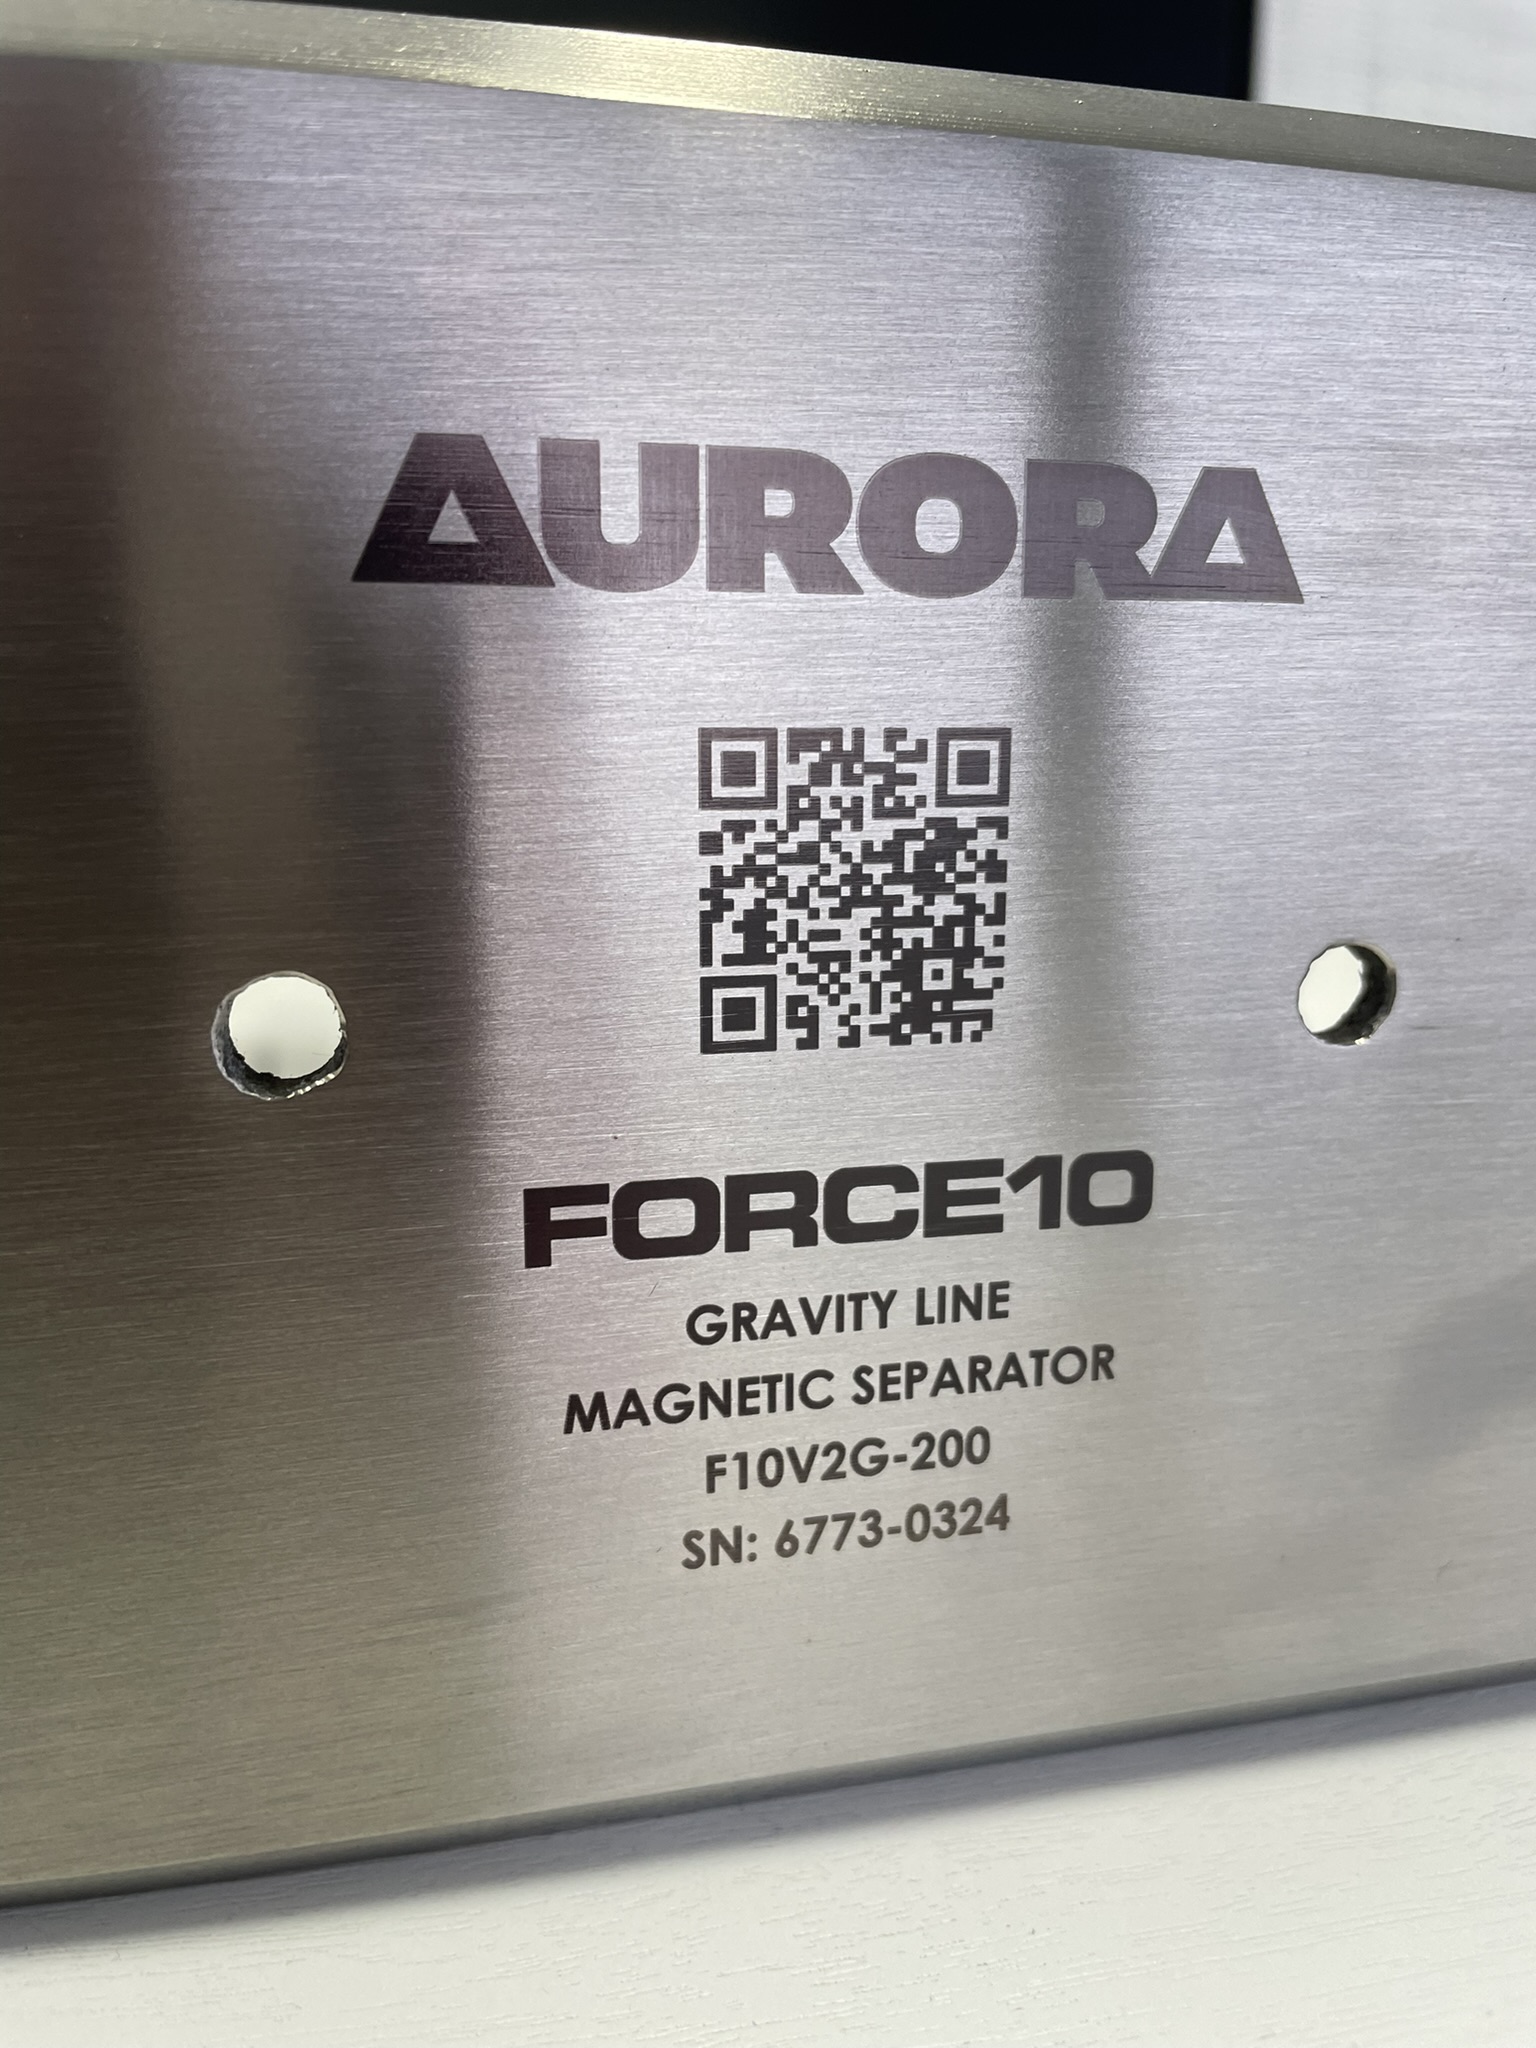 AURORA
FORCE10
GRAVITY LINE
MAGNETIC SEPARATOR
F10V2G-200
SN: 6773-0324